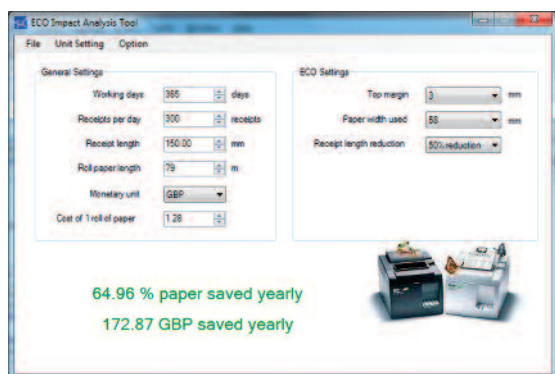 ECO Impact Analysis Tool
File Unit Setting Option
General Settings
Working days 365 days
Receipts per day 300 receipts
Receipt length 150.00 mm
Roll paper length 79 m
Monetary unit GBP
Cost of 1 roll of paper 1.28
ECO Settings
Top margin 3 mm
Paper width used 58 mm
Receipt length reduction 50% reduction
64.96 % paper saved yearly
172.87 GBP saved yearly